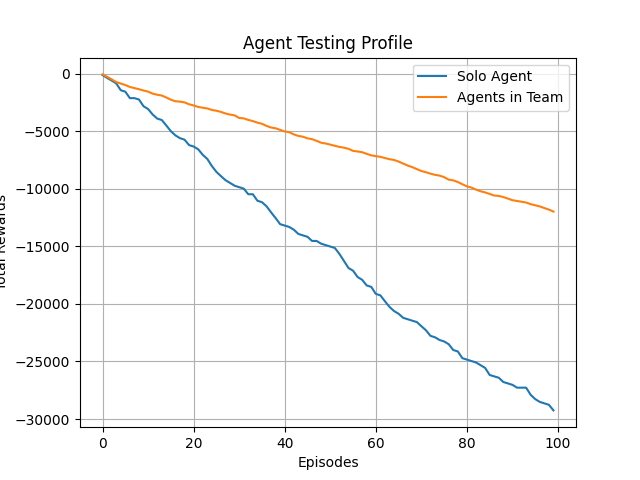 Agent Testing Profile
Solo Agent
Agents in Team
0
−5000
−10000
−15000
−20000
−25000
−30000
Total Rewards
0 20 40 60 80 100
Episodes